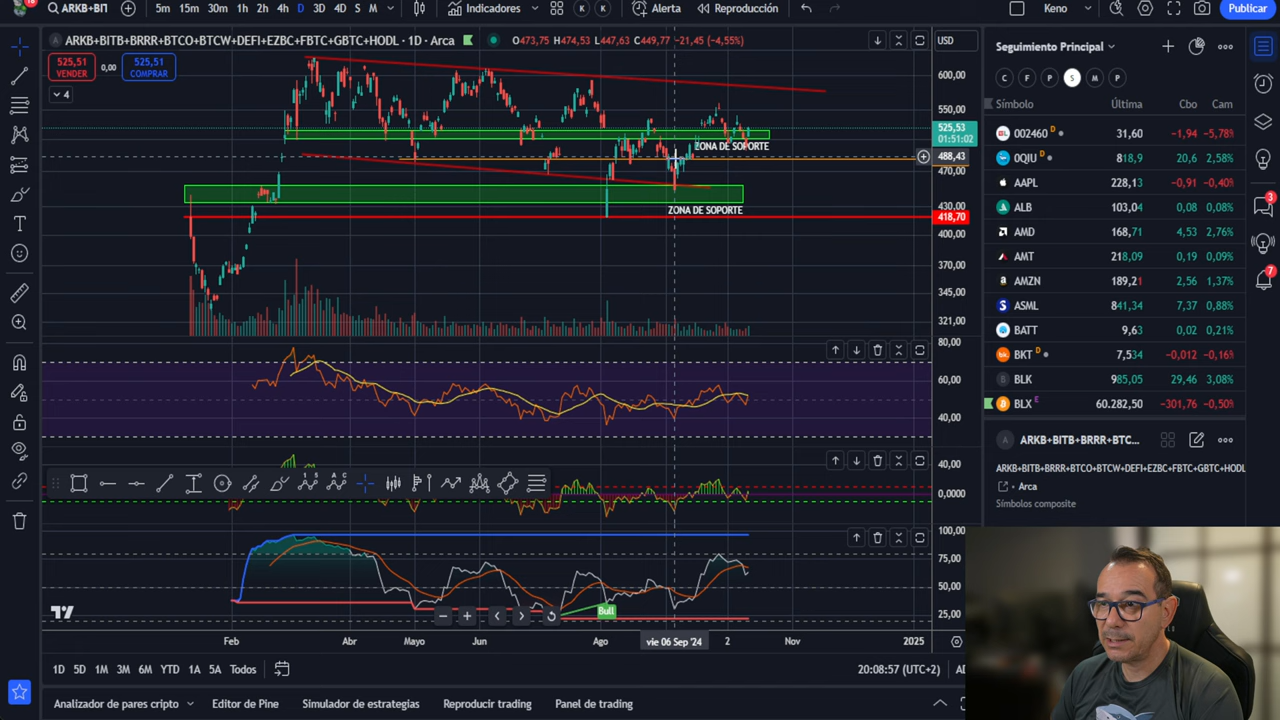 18
ARKB+BIT 5m 15m 30m 1h 2h 4h D 3D 4D S M Indicadores K K Alerta Reproducción Keno Publicar
ARKB+BITB+BRRR+BTCO+BTCW+DEFI+EZBC+FBTC+GBTC+HODL · 1D · Arca O473,75 H474,53 L447,63 C449,77 -21,45 (-4,55%) USD
525,51
VENDER
0,00
525,51
COMPRAR
4
600,00
550,00
525,53
01:51:02
488,43
470,00
430,00
418,70
400,00
370,00
345,00
321,00
ZONA DE SOPORTE
ZONA DE SOPORTE
80,00
60,00
40,00
40,00
0,0000
100,00
75,00
50,00
25,00
Bull
Feb Abr Mayo Jun Ago vie 06 Sep '24 2 Nov 2025
1D 5D 1M 3M 6M YTD 1A 5A Todos 20:08:57 (UTC+2) AD
Analizador de pares cripto Editor de Pine Simulador de estrategias Reproducir trading Panel de trading
Seguimiento Principal
C F P S M P
Símbolo Última Cbo Cam
002460 D 31,60 -1,94 -5,78%
0QIU D 818,9 20,6 2,58%
AAPL 228,13 -0,91 -0,40%
ALB 103,04 0,08 0,08%
AMD 168,71 4,53 2,76%
AMT 218,09 0,19 0,09%
AMZN 189,21 2,56 1,37%
ASML 841,34 7,37 0,88%
BATT 9,63 0,02 0,21%
BKT D 7,534 -0,012 -0,16%
BLK 985,05 29,46 3,08%
BLX E 60.282,50 -301,76 -0,50%
ARKB+BITB+BRRR+BTC...
ARKB+BITB+BRRR+BTCO+BTCW+DEFI+EZBC+FBTC+GBTC+HODL
· Arca
Símbolos composite
3
7